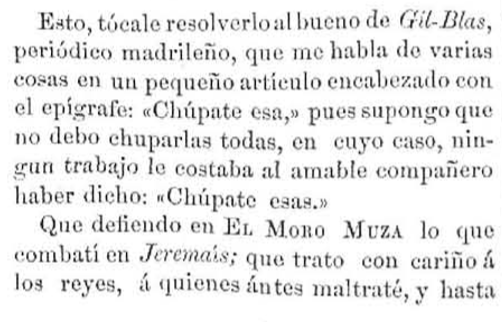 Esto, tócale resolverlo al bueno de Gil-Blas,
periódico madrileño, que me habla de varias
cosas en un pequeño artículo encabezado con
el epígrafe: «Chúpate esa,» pues supongo que
no debo chuparlas todas, en cuyo caso, nin-
gun trabajo le costaba al amable compañero
haber dicho: «Chúpate esas.»
Que defiendo en EL MORO MUZA lo que
combatí en Jeremais; que trato con cariño á
los reyes, á quienes ántes maltraté, y hasta